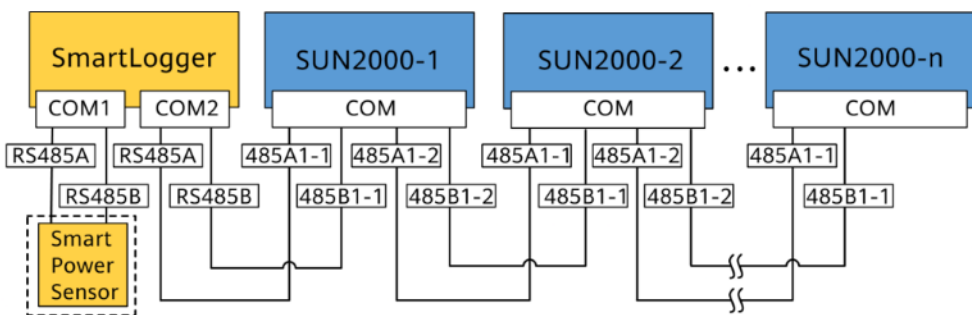 SmartLogger
SUN2000-1
SUN2000-2
...
SUN2000-n
COM1
COM2
COM
COM
COM
RS485A
RS485A
485A1-1
485A1-2
485A1-1
485A1-2
485A1-1
RS485B
RS485B
485B1-1
485B1-2
485B1-1
485B1-2
485B1-1
Smart
Power
Sensor